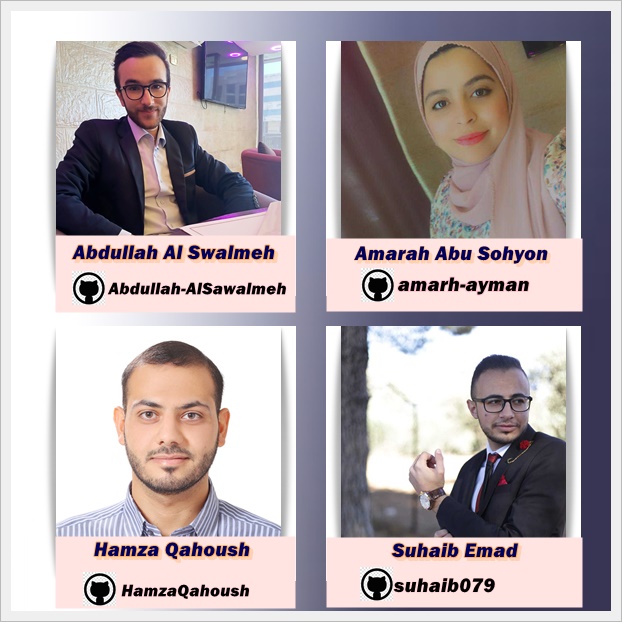 Abdullah Al Swalmeh
Abdullah-AlSawalmeh
Amarah Abu Sohyon
amarh-ayman
Hamza Qahoush
HamzaQahoush
Suhaib Emad
suhaib079